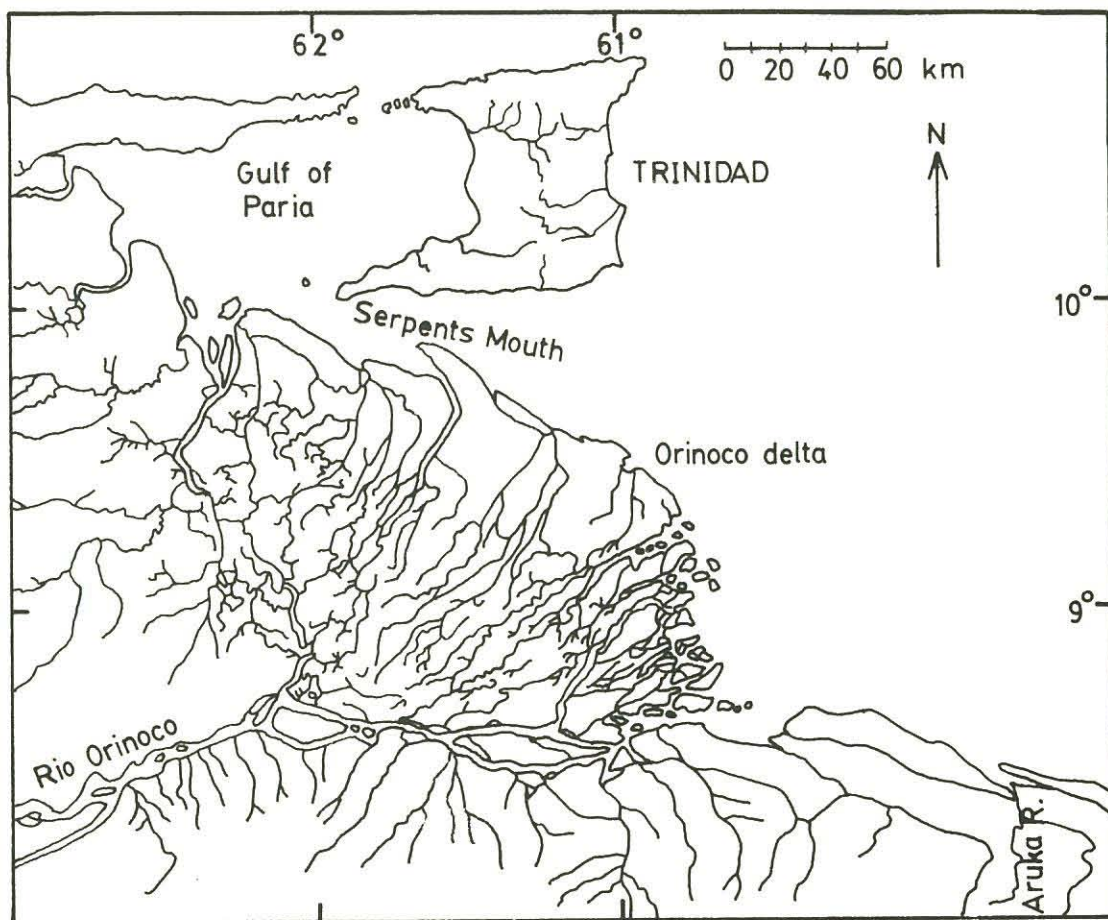 62°
61°
0 20 40 60 km
N
Gulf of
Paria
TRINIDAD
10°
Serpents Mouth
Orinoco delta
9°
Rio Orinoco
Aruka R.